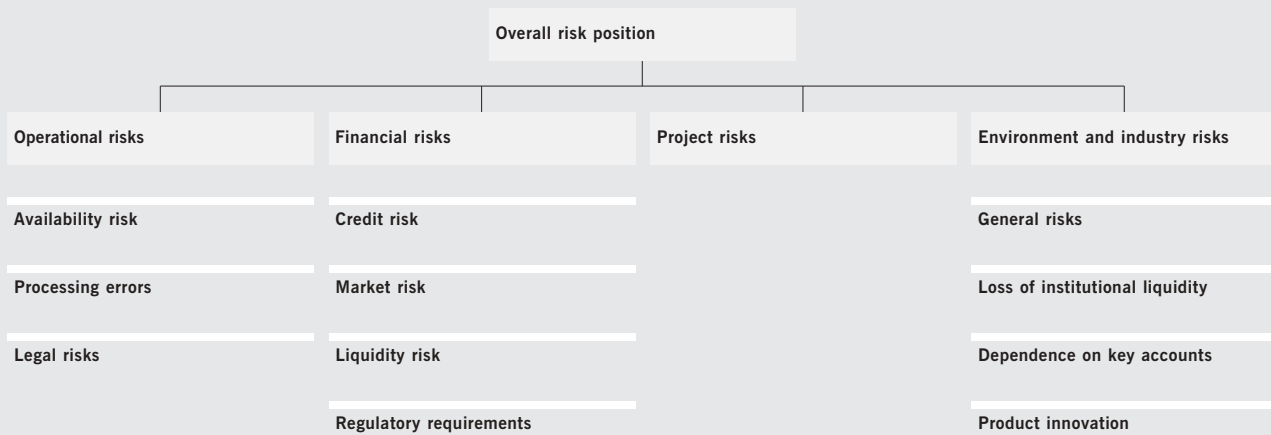 Overall risk position
Operational risks
Financial risks
Project risks
Environment and industry risks
Availability risk
Credit risk
General risks
Processing errors
Market risk
Loss of institutional liquidity
Legal risks
Liquidity risk
Dependence on key accounts
Regulatory requirements
Product innovation